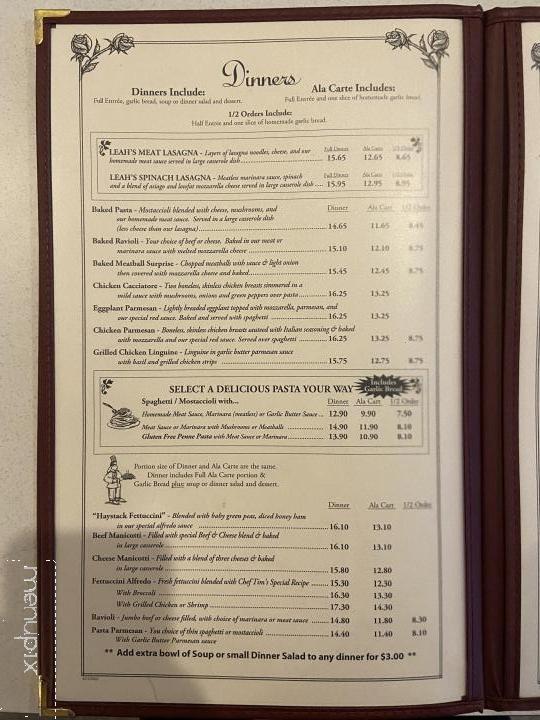 Dinners
Dinners Include:
Full Entrée, garlic bread, soup or dinner salad and dessert.
Ala Carte Includes:
Full Entrée and one slice of homemade garlic bread.
1/2 Orders Include:
Half Entrée and one slice of homemade garlic bread.
Full Dinner Ala Carte 1/2 Order
LEAH'S MEAT LASAGNA - Layers of lasagna noodles, cheese, and our
homemade meat sauce served in large casserole dish 15.65 12.65 8.65
Full Dinner Ala Carte 1/2 Order
LEAH'S SPINACH LASAGNA - Meatless marinara sauce, spinach
and a blend of asiago and lowfat mozzarella cheese served in large casserole dish .... 15.95 12.95 8.95
Dinner Ala Cart 1/2 Order
Baked Pasta - Mostaccioli blended with cheese, mushrooms, and
our homemade meat sauce. Served in a large casserole dish
(less cheese than our lasagna) 14.65 11.65 8.45
Baked Ravioli - Your choice of beef or cheese. Baked in our meat or
marinara sauce with melted mozzarella cheese 15.10 12.10 8.75
Baked Meatball Surprise - Chopped meatballs with sauce & light onion
then covered with mozzarella cheese and baked 15.45 12.45 8.75
Chicken Cacciatore - Two boneless, skinless chicken breasts simmered in a
mild sauce with mushrooms, onions and green peppers over pasta 16.25 13.25
Eggplant Parmesan - Lightly breaded eggplant topped with mozzarella, parmesan, and
our special red sauce. Baked and served with spaghetti 16.25 13.25
Chicken Parmesan - Boneless, skinless chicken breasts sauteed with Italian seasoning & baked
with mozzarella and our special red sauce. Served over spaghetti 16.25 13.25 8.75
Grilled Chicken Linguine - Linguine in garlic butter parmesan sauce
with basil and grilled chicken strips 15.75 12.75 8.75
SELECT A DELICIOUS PASTA YOUR WAY
Includes
Garlic Bread
Spaghetti / Mostaccioli with... Dinner Ala Cart 1/2 Order
Homemade Meat Sauce, Marinara (meatless) or Garlic Butter Sauce ... 12.90 9.90 7.50
Meat Sauce or Marinara with Mushrooms or Meatballs 14.90 11.90 8.10
Gluten Free Penne Pasta with Meat Sauce or Marinara 13.90 10.90 8.10
Portion size of Dinner and Ala Carte are the same.
Dinner includes Full Ala Carte portion &
Garlic Bread plus soup or dinner salad and dessert.
Dinner Ala Cart 1/2 Order
"Haystack Fettuccini" - Blended with baby green peas, diced honey ham
in our special alfredo sauce 16.10 13.10
Beef Manicotti - Filled with special Beef & Cheese blend & baked
in large casserole 16.10 13.10
Cheese Manicotti - Filled with a blend of three cheeses & baked
in large casserole 15.80 12.80
Fettuccini Alfredo - Fresh fettuccini blended with Chef Tim's Special Recipe 15.30 12.30
With Broccoli 16.30 13.30
With Grilled Chicken or Shrimp 17.30 14.30
Ravioli - Jumbo beef or cheese filled, with choice of marinara or meat sauce 14.80 11.80 8.30
Pasta Parmesan - You choice of thin spaghetti or mostaccioli 14.40 11.40 8.10
With Garlic Butter Parmesan sauce
** Add extra bowl of Soup or small Dinner Salad to any dinner for $3.00 **
menupix